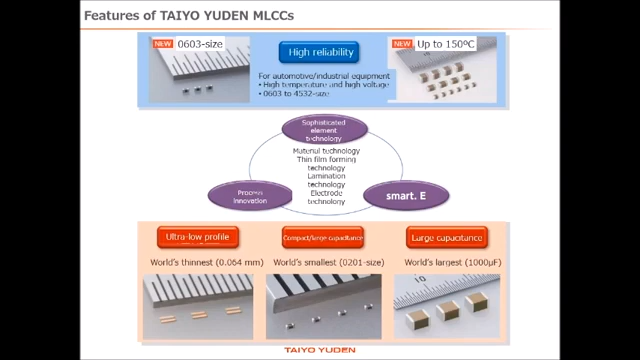 Features of TAIYO YUDEN MLCCs
NEW 0603-size
High reliability
NEW Up to 150ºC
For automotive/industrial equipment
• High temperature and high voltage
• 0603 to 4532-size
Sophisticated
element
technology
Material technology
Thin film forming
technology
Lamination
technology
Electrode
technology
Process
innovation
smart. E
Ultra-low profile
Compact/large capacitance
Large capacitance
World's thinnest (0.064 mm)
World's smallest (0201-size)
World's largest (1000μF)
TAIYO YUDEN